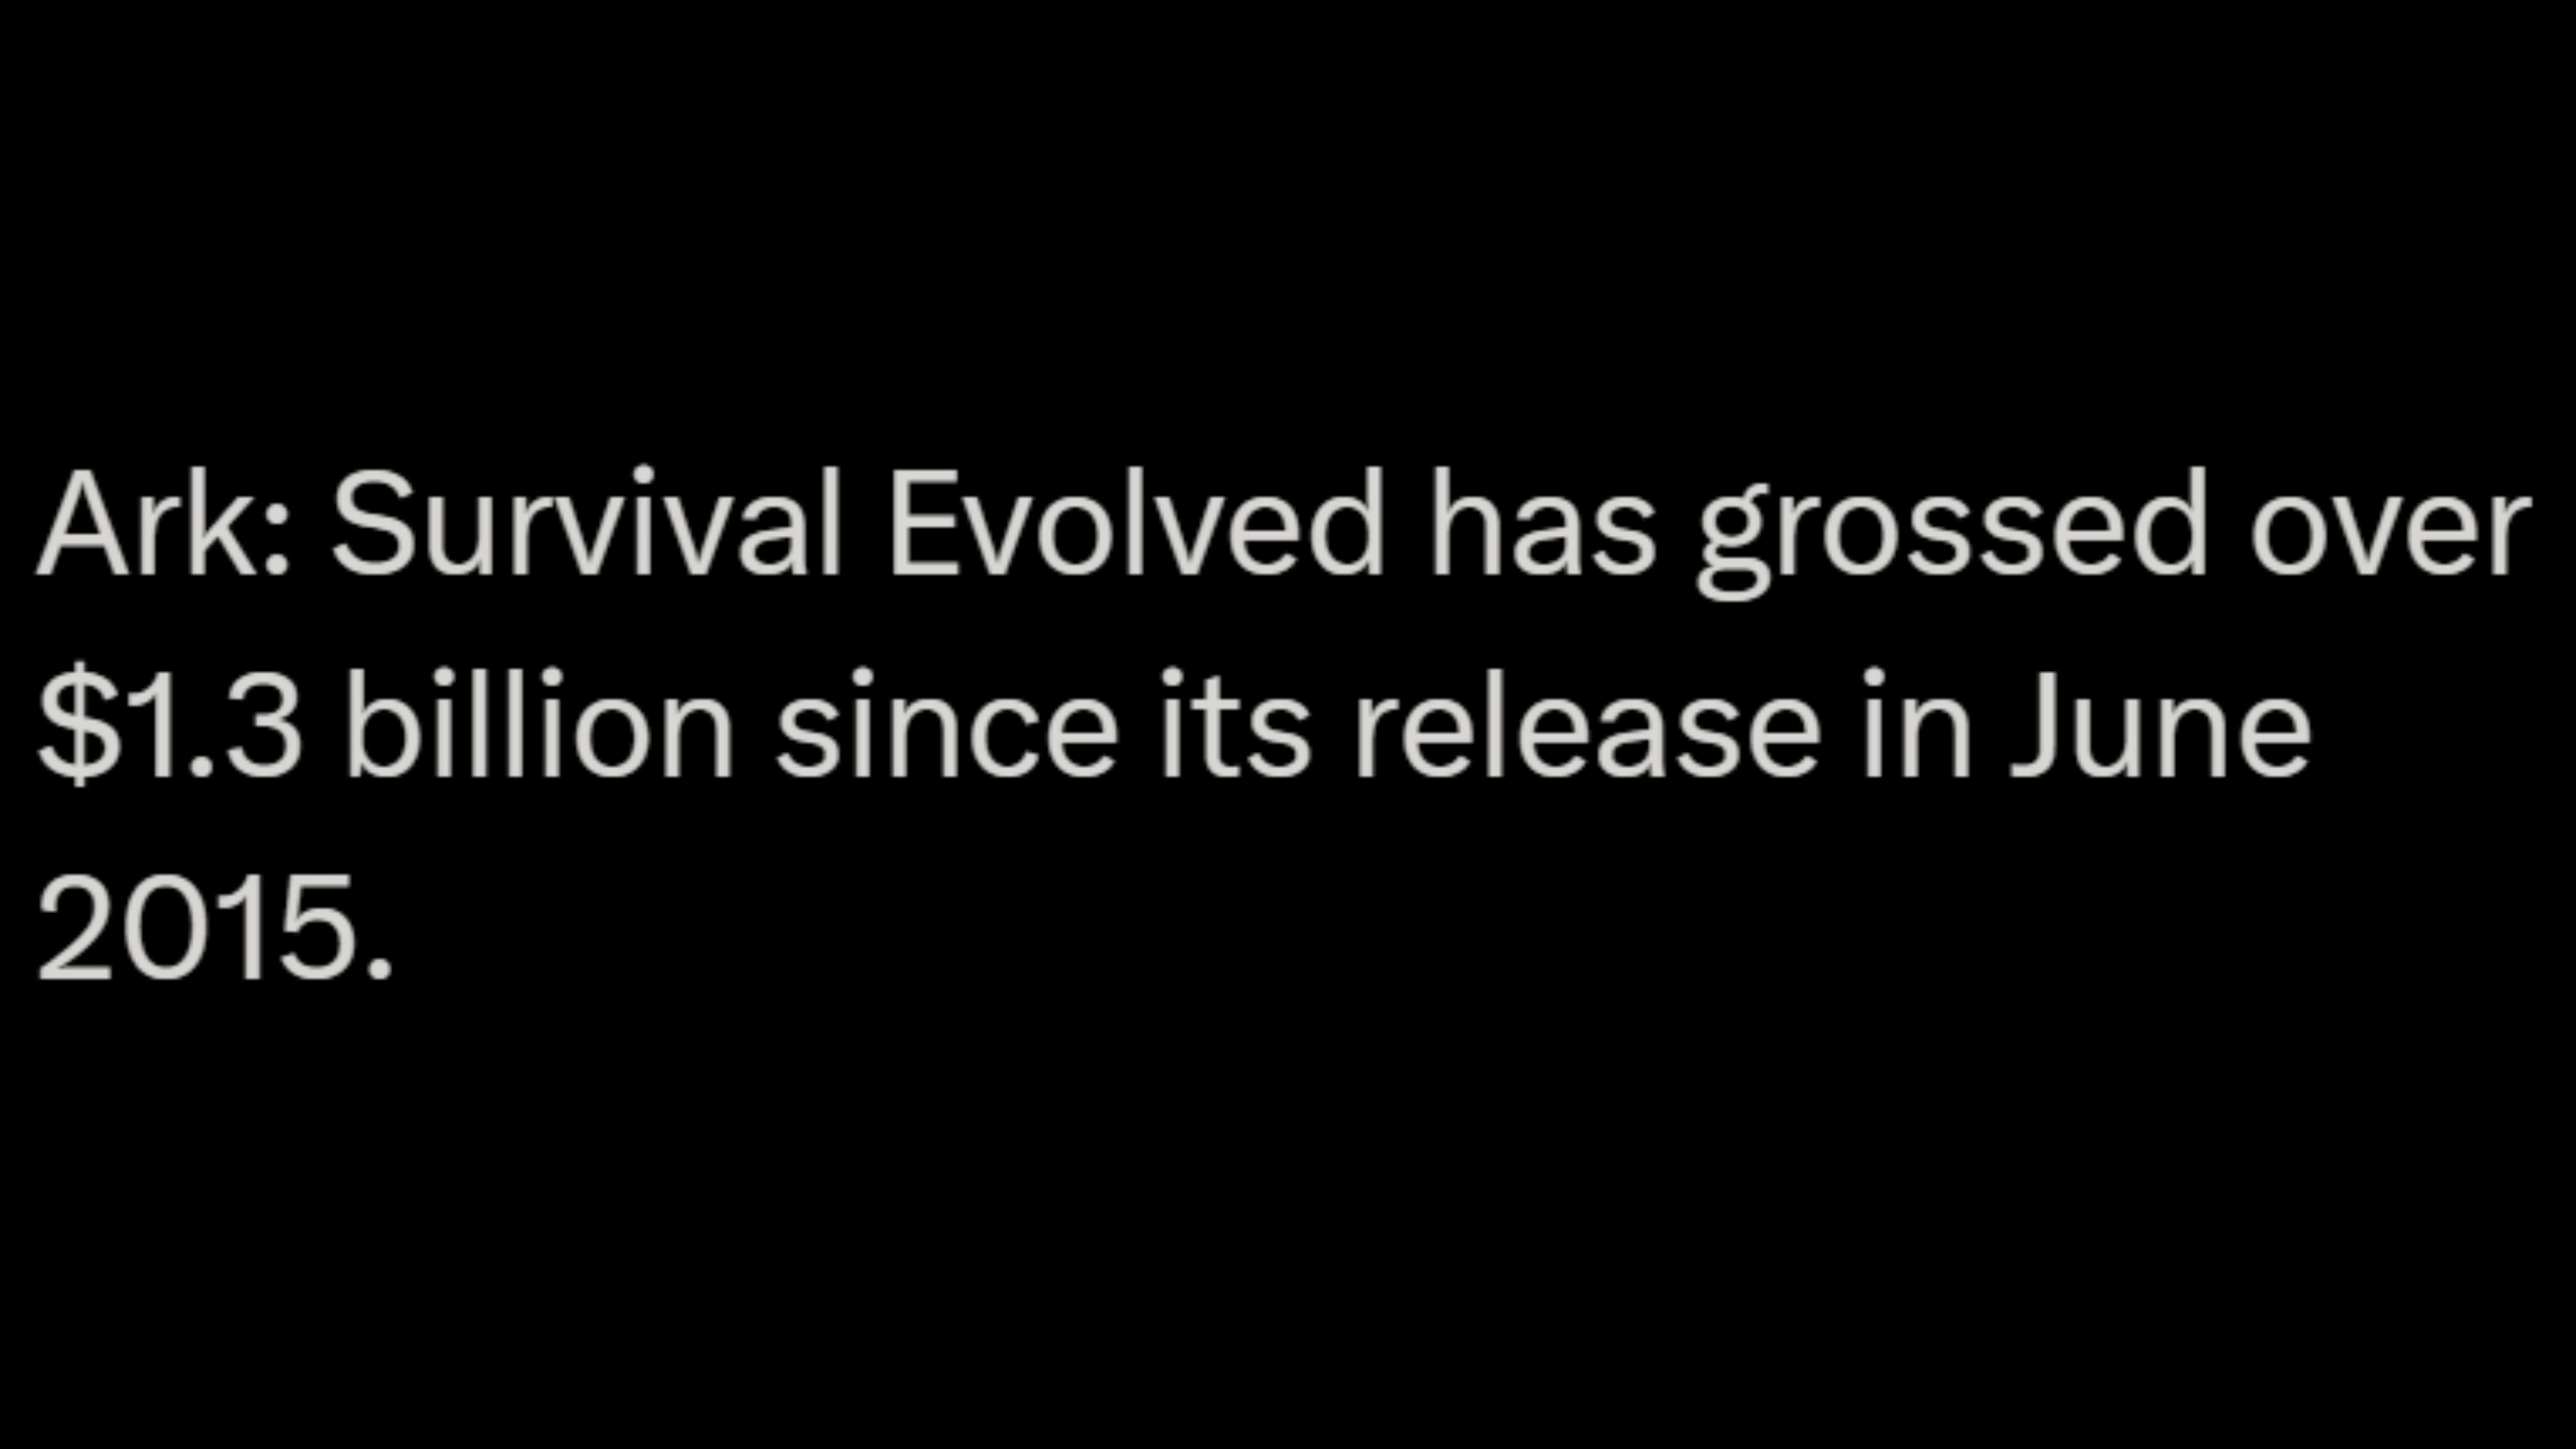 Ark: Survival Evolved has grossed over
$1.3 billion since its release in June
2015.